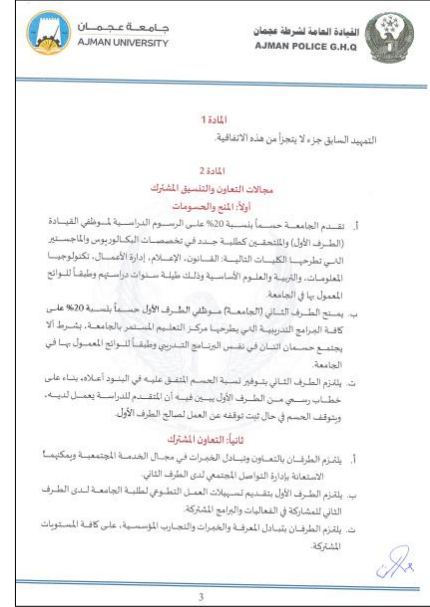 جامعة عجمان
AJMAN UNIVERSITY
القيادة العامة لشرطة عجمان
AJMAN POLICE G.H.Q
المادة 1
التمهيد السابق جزء لا يتجزأ من هذه الاتفاقية.
المادة 2
مجالات التعاون والتنسيق المشترك
أولاً: المنح والحسومات
أ. تقدم الجامعة حسماً بنسبة 20% على الرسوم الدراسية لموظفي القيادة
(الطرف الأول) والملتحقين كطلبة جدد في تخصصات البكالوريوس والماجستير
التي تطرحها الكليات التالية: القانون، الإعلام، إدارة الأعمال، تكنولوجيا
المعلومات، والتربية والعلوم الأساسية وذلك طيلة سنوات دراستهم وطبقاً للوائح
المعمول بها في الجامعة.
ب. يمنح الطرف الثاني (الجامعة) موظفي الطرف الأول حسماً بنسبة 20% على
كافة البرامج التدريبية التي يطرحها مركز التعليم المستمر بالجامعة، بشرط ألا
يجتمع حسمان اثنان في نفس البرنامج التدريبي وطبقاً للوائح المعمول بها في
الجامعة.
ت. يلتزم الطرف الثاني بتوفير نسبة الحسم المتفق عليه في البنود أعلاه، بناء على
خطاب رسمي من الطرف الأول يبين فيه أن المتقدم للدراسة يعمل لديه،
ويتوقف الحسم في حال ثبت توقفه عن العمل لصالح الطرف الأول.
ثانياً: التعاون المشترك
أ. يلتزم الطرفان بالتعاون وتبادل الخبرات في مجال الخدمة المجتمعية ويمكنهما
الاستعانة بإدارة التواصل المجتمعي لدى الطرف الثاني.
ب. يلتزم الطرف الأول بتقديم تسهيلات العمل التطوعي لطلبة الجامعة لدى الطرف
الثاني للمشاركة في الفعاليات والبرامج المشتركة.
ت. يلتزم الطرفان بتبادل المعرفة والخبرات والتجارب المؤسسية، على كافة المستويات
المشتركة.
3